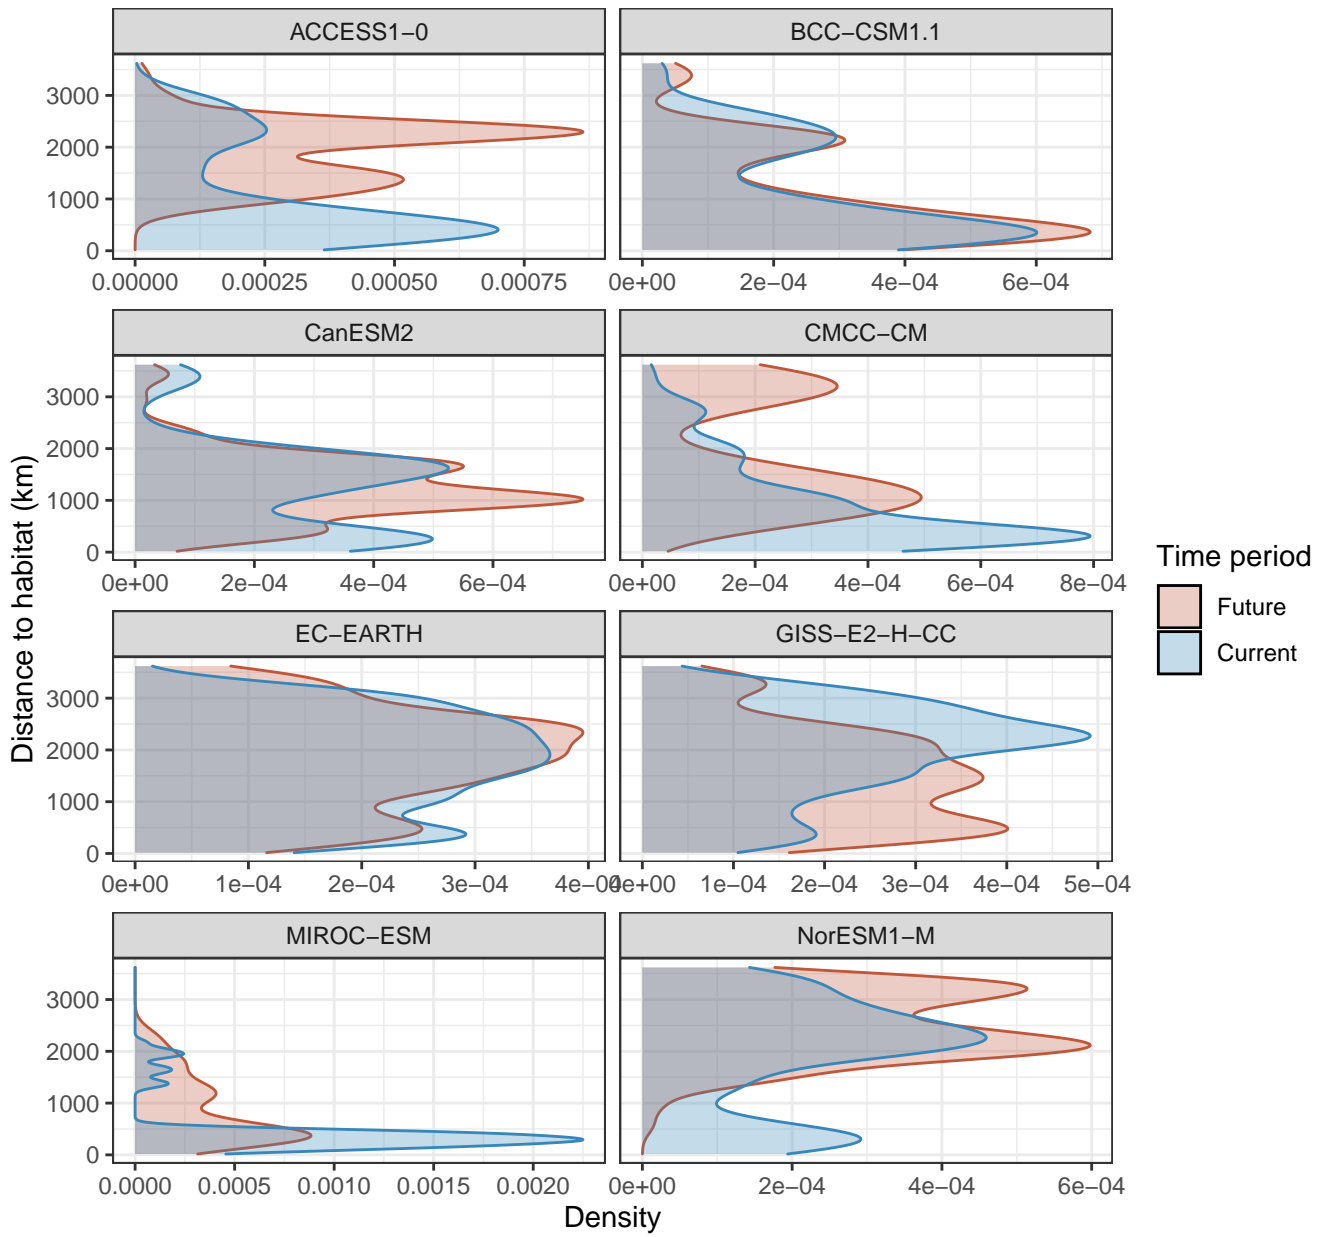 ACCESS1−0 BCC−CSM1.1
3000
2000
1000
0
0.00000 0.00025 0.00050 0.00075 0e+00 2e−04 4e−04 6e−04
CanESM2 CMCC−CM
3000
2000
1000
0
0e+00 2e−04 4e−04 6e−04 0e+00 2e−04 4e−04 6e−04 8e−04
Distance to habitat (km)
Time period
Future
Current
EC−EARTH GISS−E2−H−CC
3000
2000
1000
0
0e+00 1e−04 2e−04 3e−04 4e−04 0e+00 1e−04 2e−04 3e−04 4e−04 5e−04
MIROC−ESM NorESM1−M
3000
2000
1000
0
0.0000 0.0005 0.0010 0.0015 0.0020 0e+00 2e−04 4e−04 6e−04
Density